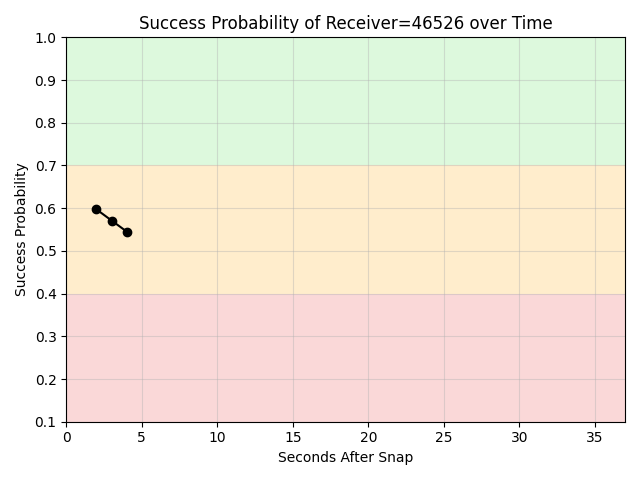 Success Probability of Receiver=46526 over Time
1.0
0.9
0.8
0.7
0.6
0.5
0.4
0.3
0.2
0.1
Success Probability
0 5 10 15 20 25 30 35
Seconds After Snap